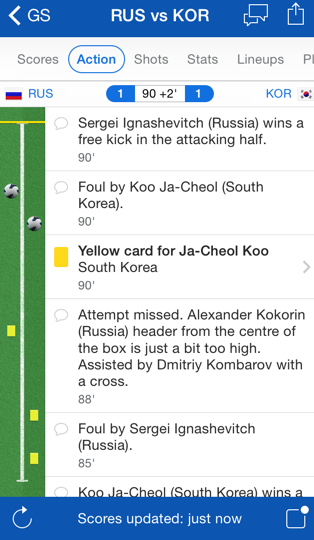 GS
RUS vs KOR
Scores
Action
Shots
Stats
Lineups
Pl
RUS
1
90 +2'
1
KOR
Sergei Ignashevitch (Russia) wins a
free kick in the attacking half.
90'
Foul by Koo Ja-Cheol (South
Korea).
90'
Yellow card for Ja-Cheol Koo
South Korea
90'
Attempt missed. Alexander Kokorin
(Russia) header from the centre of
the box is just a bit too high.
Assisted by Dmitriy Kombarov with
a cross.
88'
Foul by Sergei Ignashevitch
(Russia).
85'
Koo Ja-Cheol (South Korea) wins a
Scores updated: just now